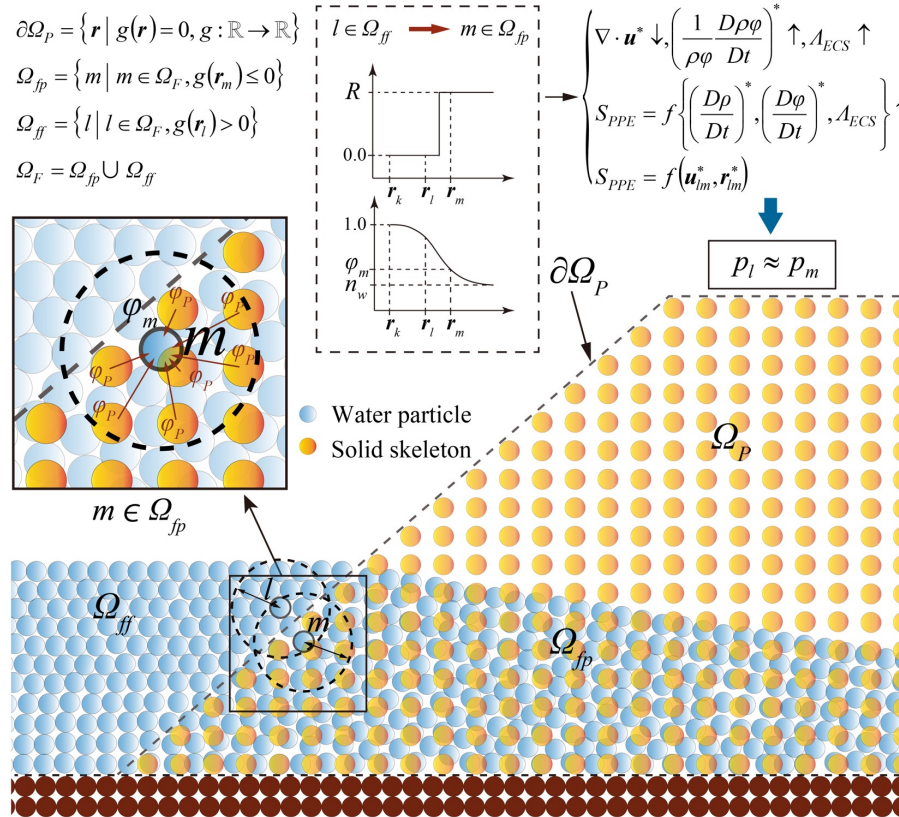 ∂Ω_P = {r | g(r) = 0, g : ℝ → ℝ}
Ω_fp = {m | m ∈ Ω_F, g(r_m) ≤ 0}
Ω_ff = {l | l ∈ Ω_F, g(r_l) > 0}
Ω_F = Ω_fp ∪ Ω_ff
l ∈ Ω_ff → m ∈ Ω_fp
R
0.0
r_k r_l r_m
1.0
φ_m
n_w
r_k r_l r_m
∇ · u* ↓, (1/ρφ Dρφ/Dt)* ↑, Λ_ECS ↑
S_PPE = f{(Dρ/Dt)*, (Dφ/Dt)*, Λ_ECS} ↑
S_PPE = f(u*_lm, r*_lm)
p_l ≈ p_m
∂Ω_P
φ_m m
φ_P φ_P
φ_P φ_P φ_P
φ_P φ_P
m ∈ Ω_fp
Water particle
Solid skeleton
Ω_P
Ω_ff
l
m
Ω_fp